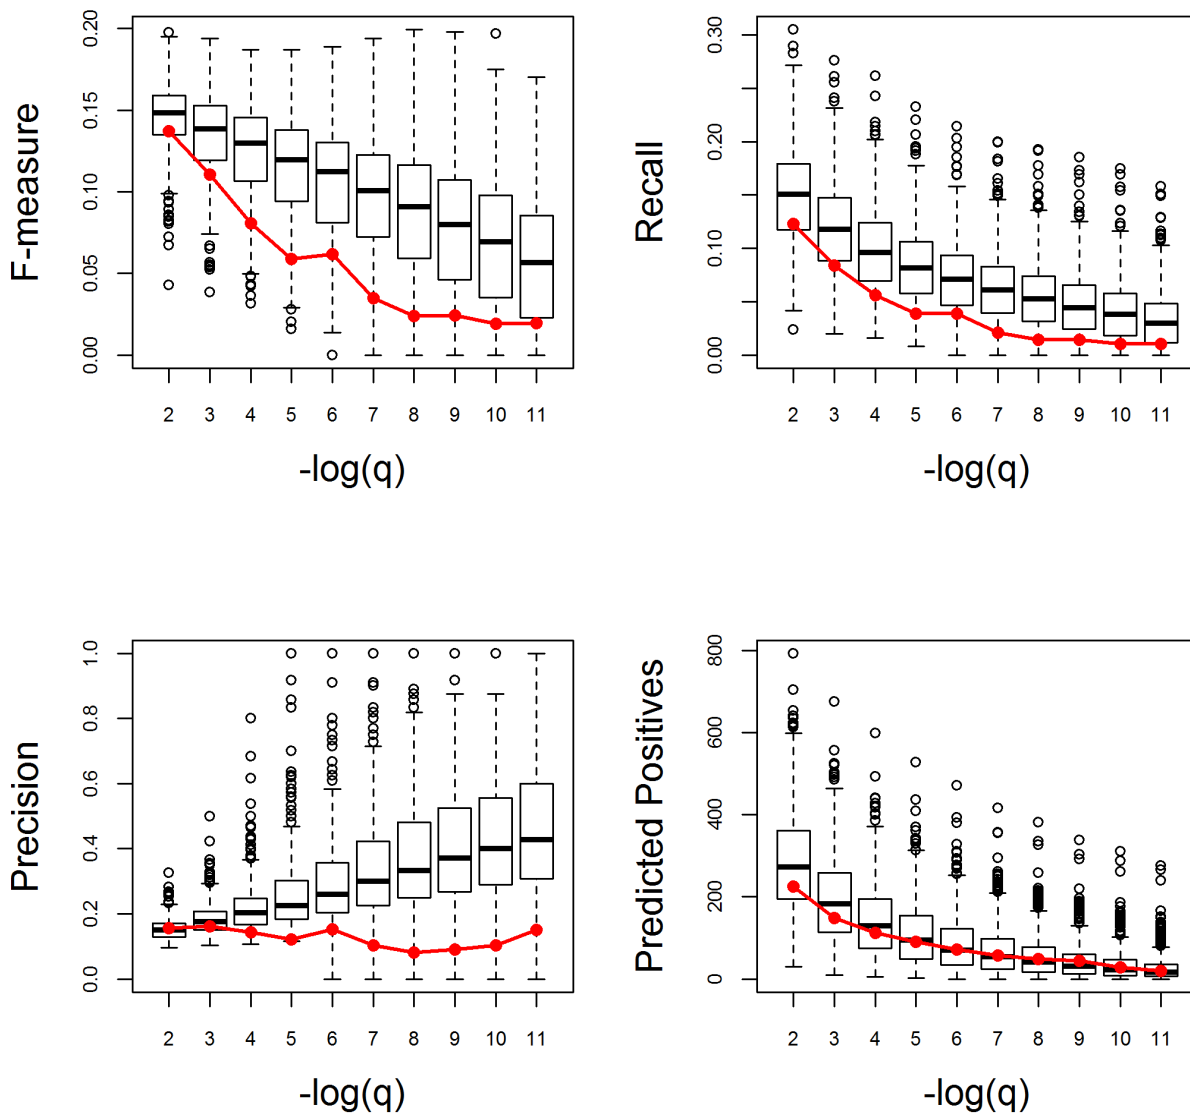 F-measure
0.00 0.05 0.10 0.15 0.20
2 3 4 5 6 7 8 9 10 11
-log(q)
Recall
0.00 0.10 0.20 0.30
2 3 4 5 6 7 8 9 10 11
-log(q)
Precision
0.0 0.2 0.4 0.6 0.8 1.0
2 3 4 5 6 7 8 9 10 11
-log(q)
Predicted Positives
0 200 400 600 800
2 3 4 5 6 7 8 9 10 11
-log(q)